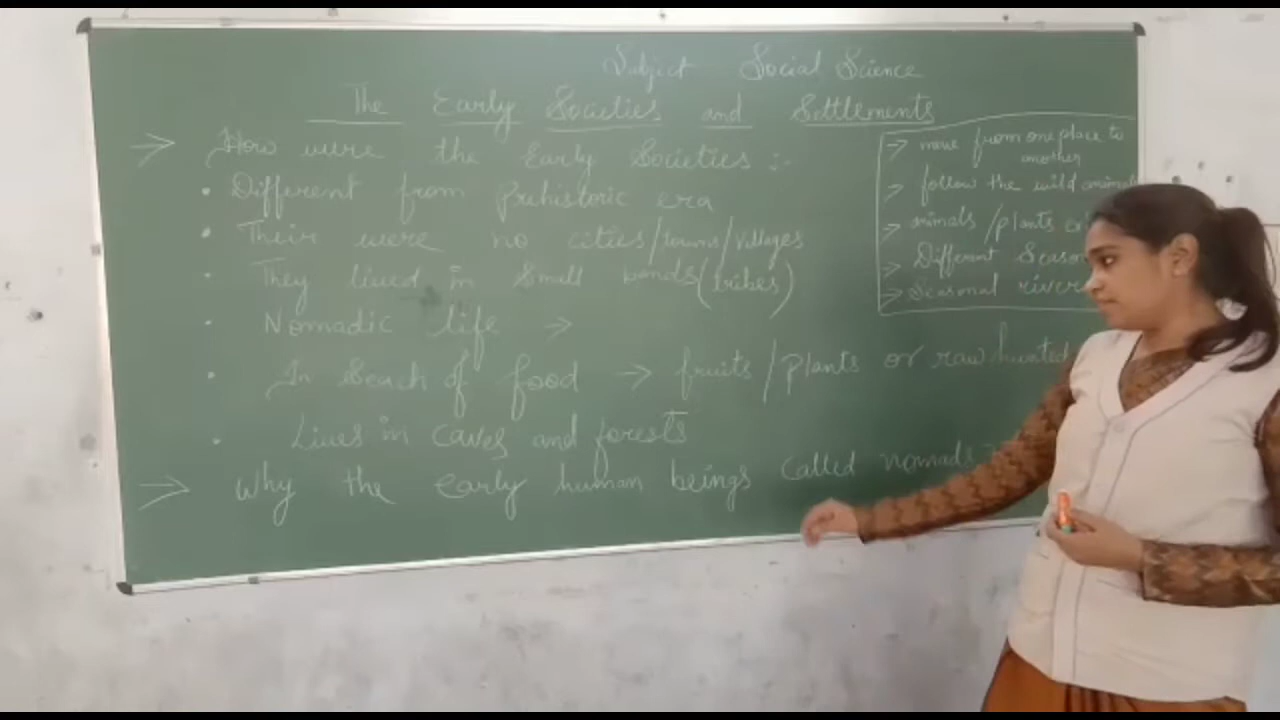 Subject Social Science
The Early Societies and Settlements
→ How were the Early Societies :-
• Different from Prehistoric era
• Their were no cities/towns/villages
• They lived in small bands (tribes)
• Nomadic life →
• In Seach of food → fruits/plants or raw hunted
• Lives in caves and forests
→ Why the early human beings called nomads
→ move from one place to another
→ follow the wild animals
→ animals/plants
→ Different Season
→ Seasonal rivers